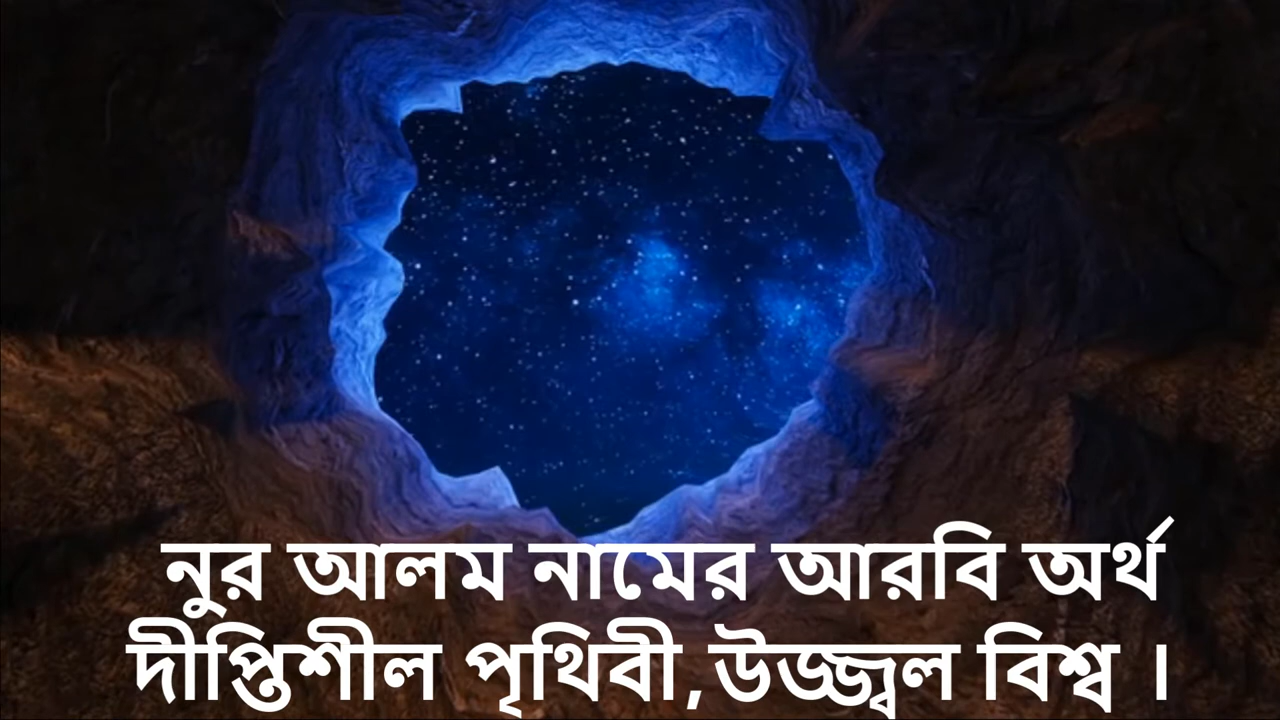 নুর আলম নামের আরবি অর্থ
দীপ্তিশীল পৃথিবী,উজ্জ্বল বিশ্ব ।